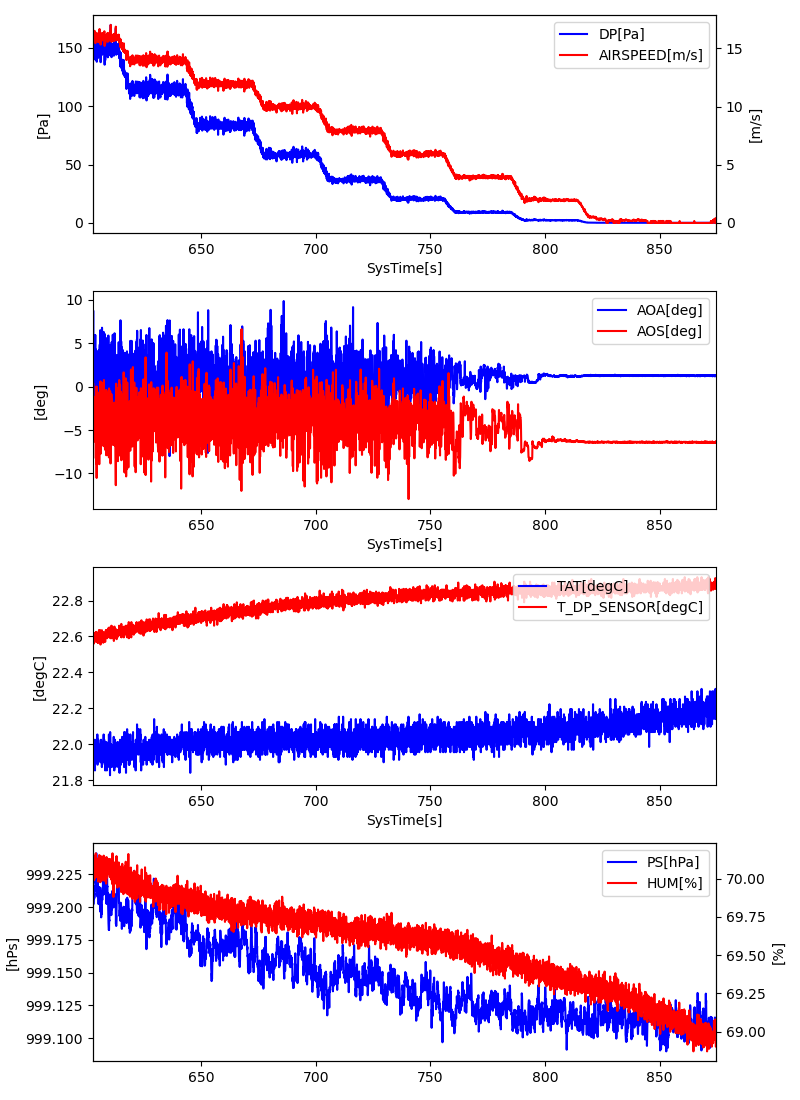 DP[Pa]
AIRSPEED[m/s]
150
100
50
0
15
10
5
0
[Pa]
[m/s]
650 700 750 800 850
SysTime[s]
AOA[deg]
AOS[deg]
10
5
0
−5
−10
[deg]
650 700 750 800 850
SysTime[s]
TAT[degC]
T_DP_SENSOR[degC]
22.8
22.6
22.4
22.2
22.0
21.8
[degC]
650 700 750 800 850
SysTime[s]
PS[hPa]
HUM[%]
999.225
999.200
999.175
999.150
999.125
999.100
70.00
69.75
69.50
69.25
69.00
[hPs]
[%]
650 700 750 800 850